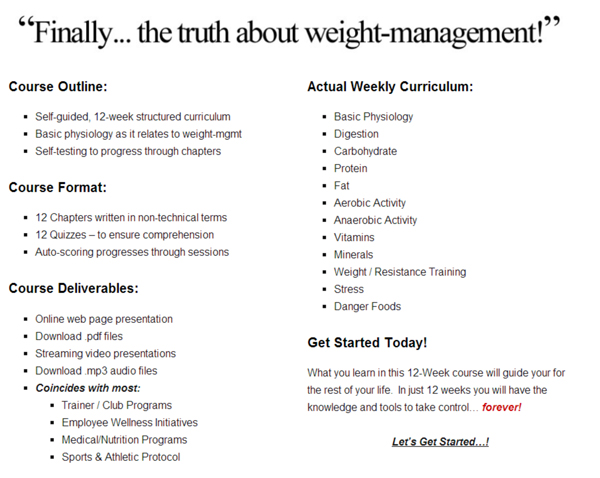 “Finally... the truth about weight-management!”
Course Outline:
Self-guided, 12-week structured curriculum
Basic physiology as it relates to weight-mgmt
Self-testing to progress through chapters
Course Format:
12 Chapters written in non-technical terms
12 Quizzes – to ensure comprehension
Auto-scoring progresses through sessions
Course Deliverables:
Online web page presentation
Download .pdf files
Streaming video presentations
Download .mp3 audio files
Coincides with most:
Trainer / Club Programs
Employee Wellness Initiatives
Medical/Nutrition Programs
Sports & Athletic Protocol
Actual Weekly Curriculum:
Basic Physiology
Digestion
Carbohydrate
Protein
Fat
Aerobic Activity
Anaerobic Activity
Vitamins
Minerals
Weight / Resistance Training
Stress
Danger Foods
Get Started Today!
What you learn in this 12-Week course will guide your for
the rest of your life. In just 12 weeks you will have the
knowledge and tools to take control... forever!
Let's Get Started...!